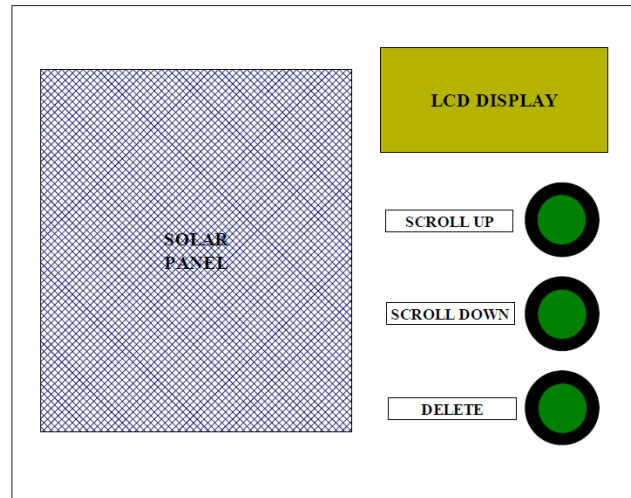 LCD DISPLAY
SOLAR
PANEL
SCROLL UP
SCROLL DOWN
DELETE